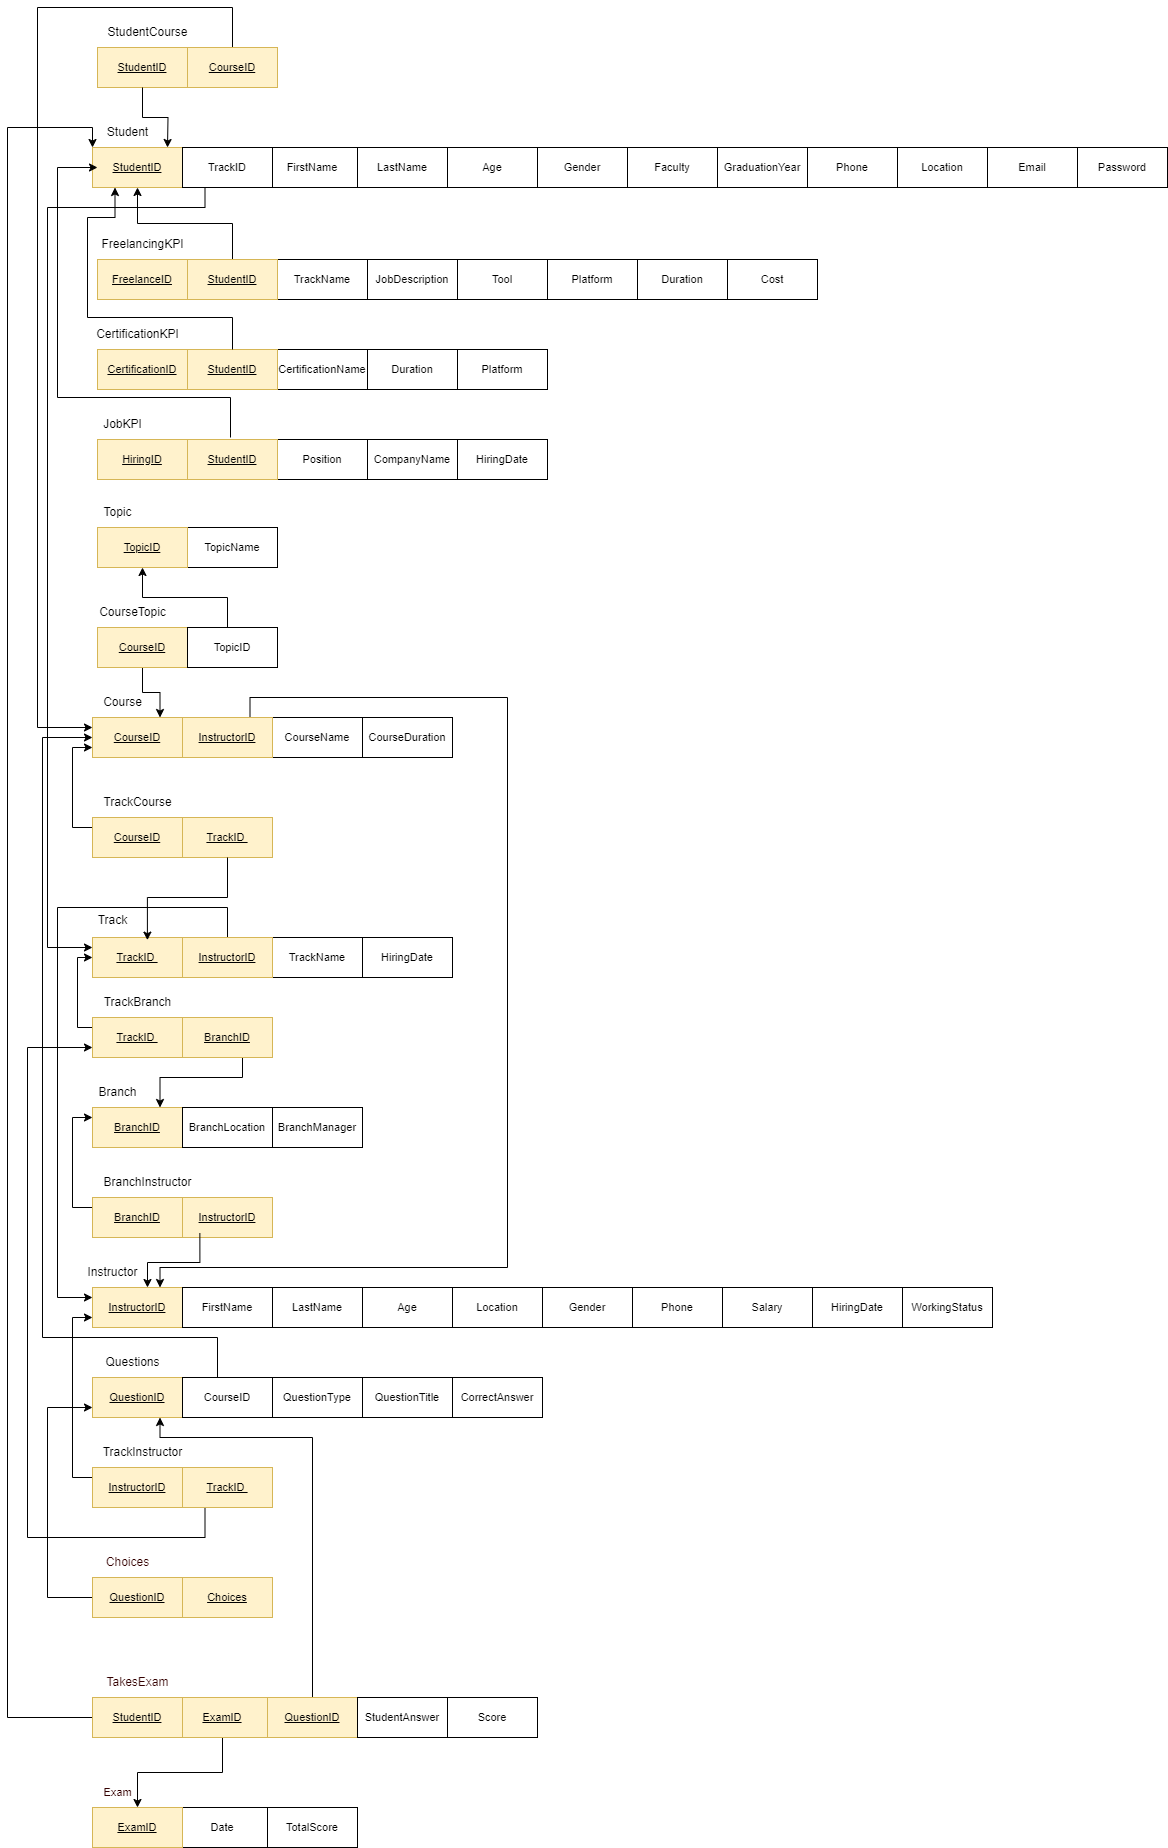 StudentCourse
StudentID CourseID
Student
StudentID TrackID FirstName LastName Age Gender Faculty GraduationYear Phone Location Email Password
FreelancingKPI
FreelanceID StudentID TrackName JobDescription Tool Platform Duration Cost
CertificationKPI
CertificationID StudentID CertificationName Duration Platform
JobKPI
HiringID StudentID Position CompanyName HiringDate
Topic
TopicID TopicName
CourseTopic
CourseID TopicID
Course
CourseID InstructorID CourseName CourseDuration
TrackCourse
CourseID TrackID
Track
TrackID InstructorID TrackName HiringDate
TrackBranch
TrackID BranchID
Branch
BranchID BranchLocation BranchManager
BranchInstructor
BranchID InstructorID
Instructor
InstructorID FirstName LastName Age Location Gender Phone Salary HiringDate WorkingStatus
Questions
QuestionID CourseID QuestionType QuestionTitle CorrectAnswer
TrackInstructor
InstructorID TrackID
Choices
QuestionID Choices
TakesExam
StudentID ExamID QuestionID StudentAnswer Score
Exam
ExamID Date TotalScore